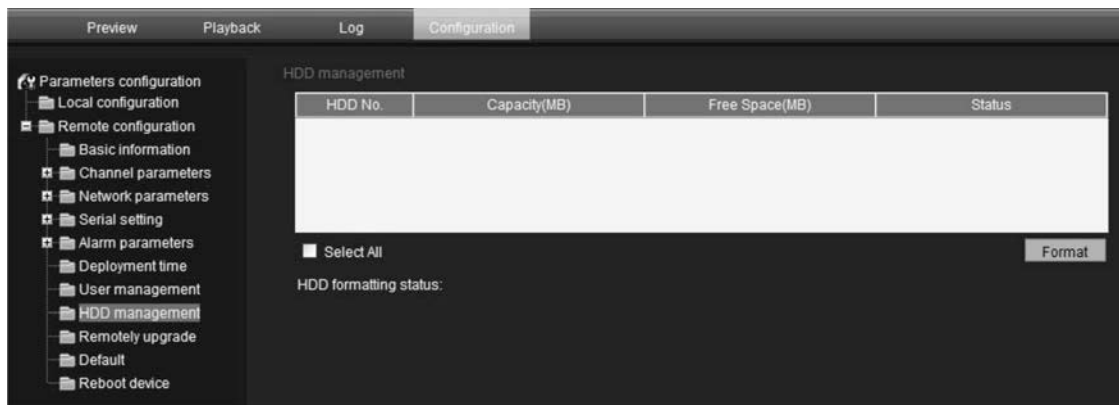 Preview Playback Log Configuration
Parameters configuration
Local configuration
Remote configuration
Basic information
Channel parameters
Network parameters
Serial setting
Alarm parameters
Deployment time
User management
HDD management
Remotely upgrade
Default
Reboot device
HDD management
HDD No. Capacity(MB) Free Space(MB) Status
Select All
Format
HDD formatting status: